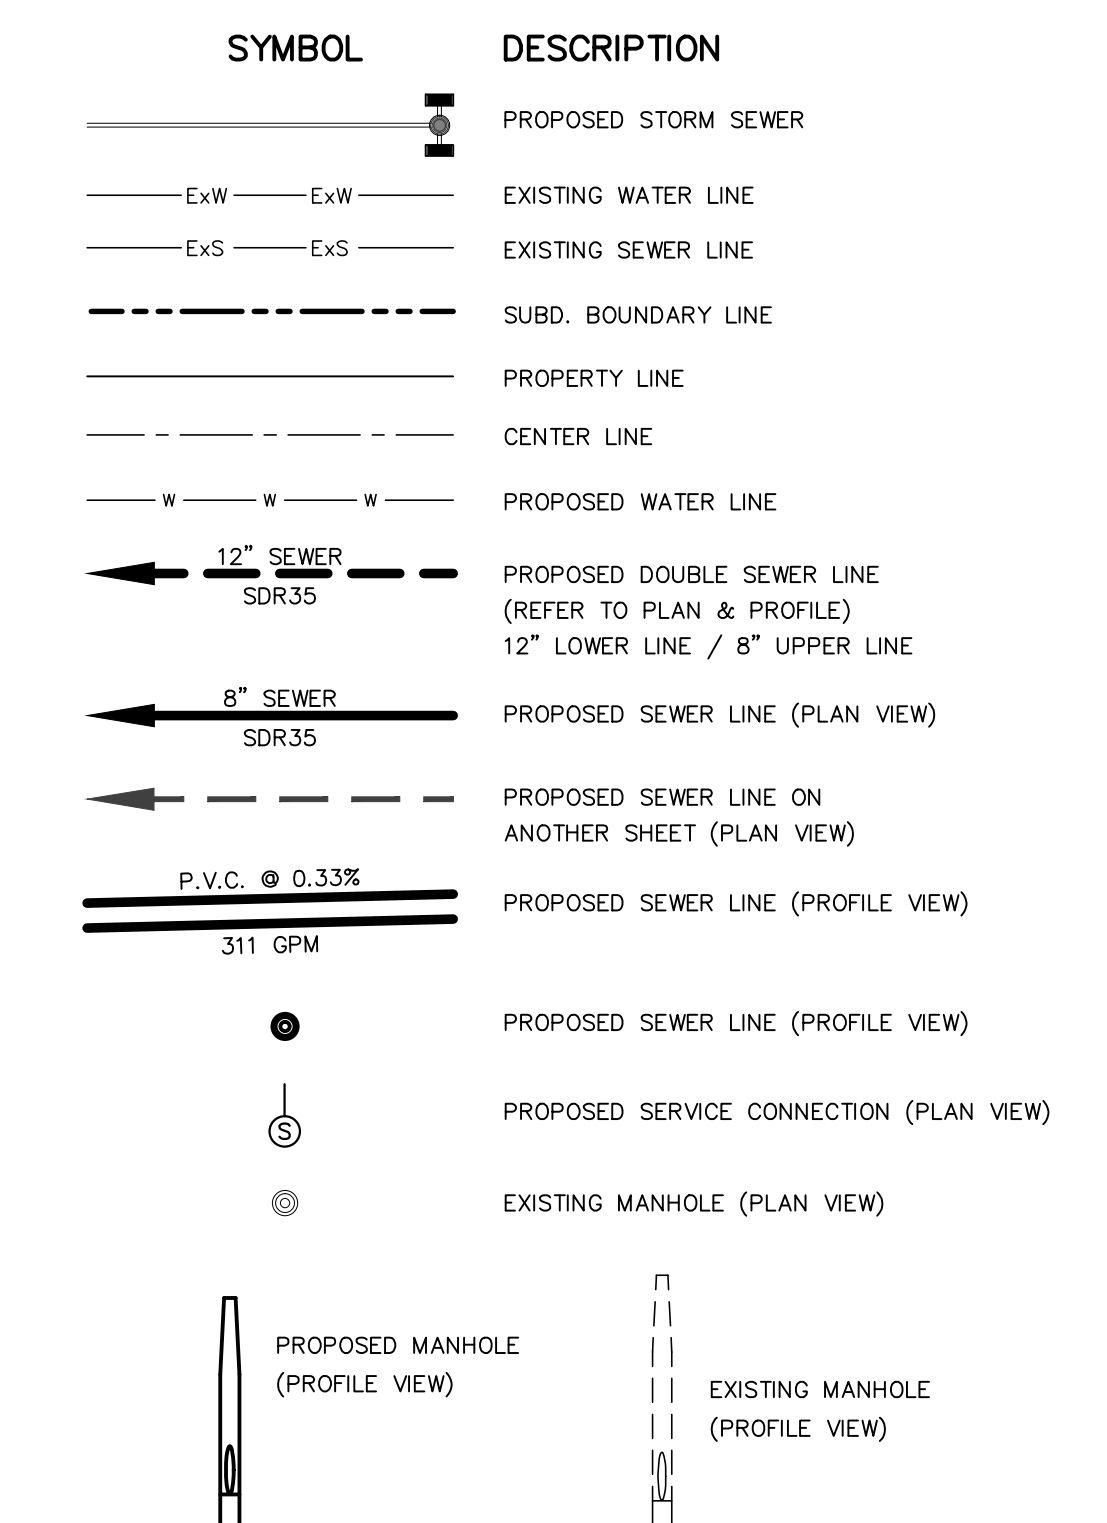 SYMBOL DESCRIPTION
PROPOSED STORM SEWER
ExW ExW EXISTING WATER LINE
ExS ExS EXISTING SEWER LINE
SUBD. BOUNDARY LINE
PROPERTY LINE
CENTER LINE
W W W PROPOSED WATER LINE
12" SEWER
SDR35
PROPOSED DOUBLE SEWER LINE
(REFER TO PLAN & PROFILE)
12" LOWER LINE / 8" UPPER LINE
8" SEWER
SDR35
PROPOSED SEWER LINE (PLAN VIEW)
PROPOSED SEWER LINE ON
ANOTHER SHEET (PLAN VIEW)
P.V.C. @ 0.33%
311 GPM
PROPOSED SEWER LINE (PROFILE VIEW)
PROPOSED SEWER LINE (PROFILE VIEW)
S PROPOSED SERVICE CONNECTION (PLAN VIEW)
EXISTING MANHOLE (PLAN VIEW)
PROPOSED MANHOLE
(PROFILE VIEW)
EXISTING MANHOLE
(PROFILE VIEW)